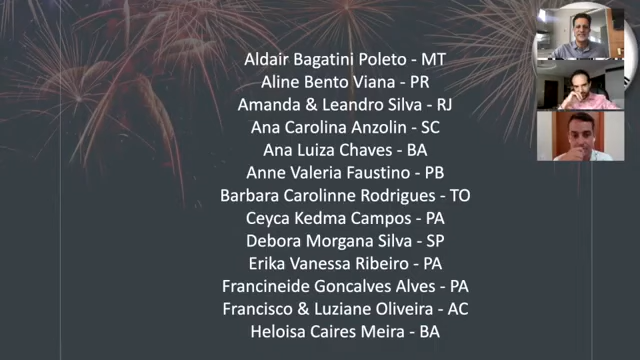 Aldair Bagatini Poleto - MT
Aline Bento Viana - PR
Amanda & Leandro Silva - RJ
Ana Carolina Anzolin - SC
Ana Luiza Chaves - BA
Anne Valeria Faustino - PB
Barbara Carolinne Rodrigues - TO
Ceyca Kedma Campos - PA
Debora Morgana Silva - SP
Erika Vanessa Ribeiro - PA
Francineide Goncalves Alves - PA
Francisco & Luziane Oliveira - AC
Heloisa Caires Meira - BA